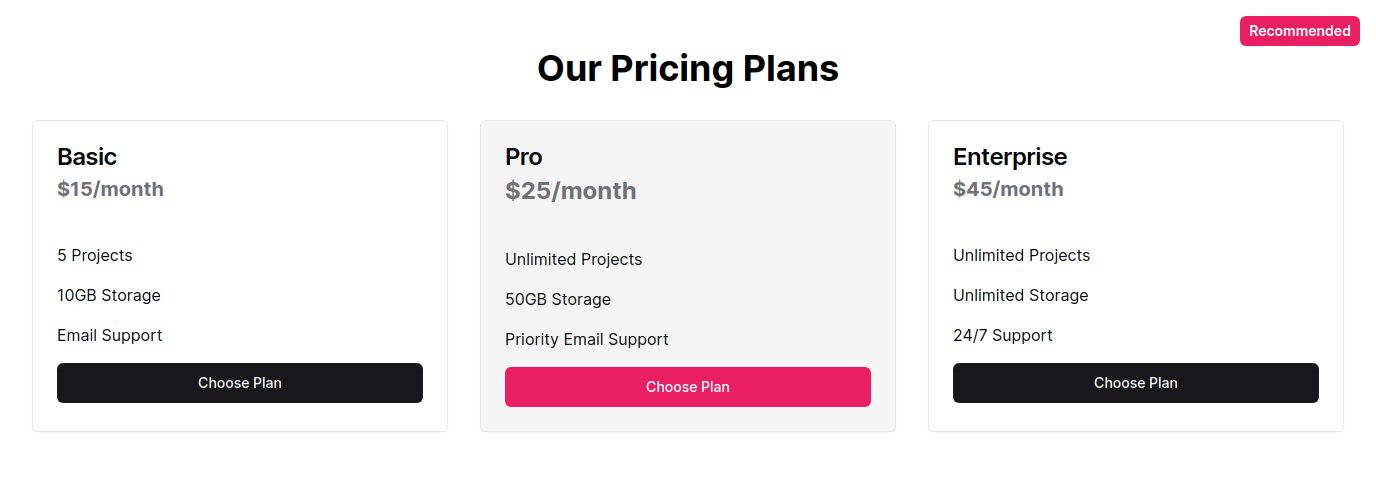 Recommended
Our Pricing Plans
Basic
$15/month
5 Projects
10GB Storage
Email Support
Choose Plan
Pro
$25/month
Unlimited Projects
50GB Storage
Priority Email Support
Choose Plan
Enterprise
$45/month
Unlimited Projects
Unlimited Storage
24/7 Support
Choose Plan